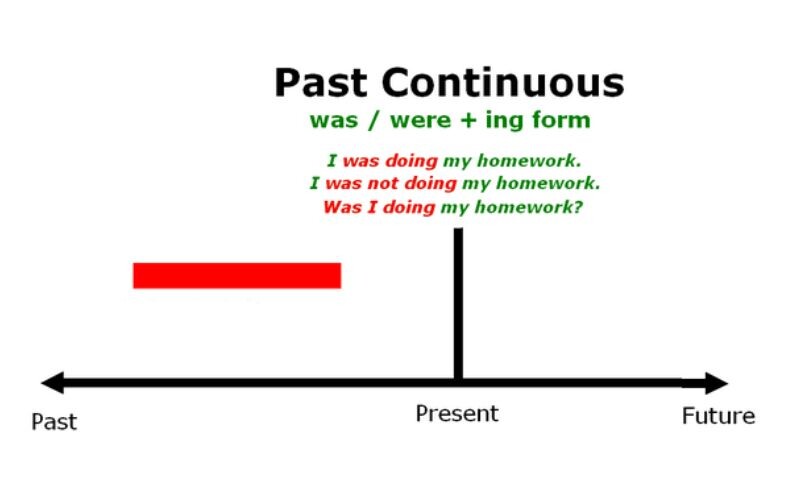 Past Continuous
was / were + ing form
I was doing my homework.
I was not doing my homework.
Was I doing my homework?
Past
Present
Future